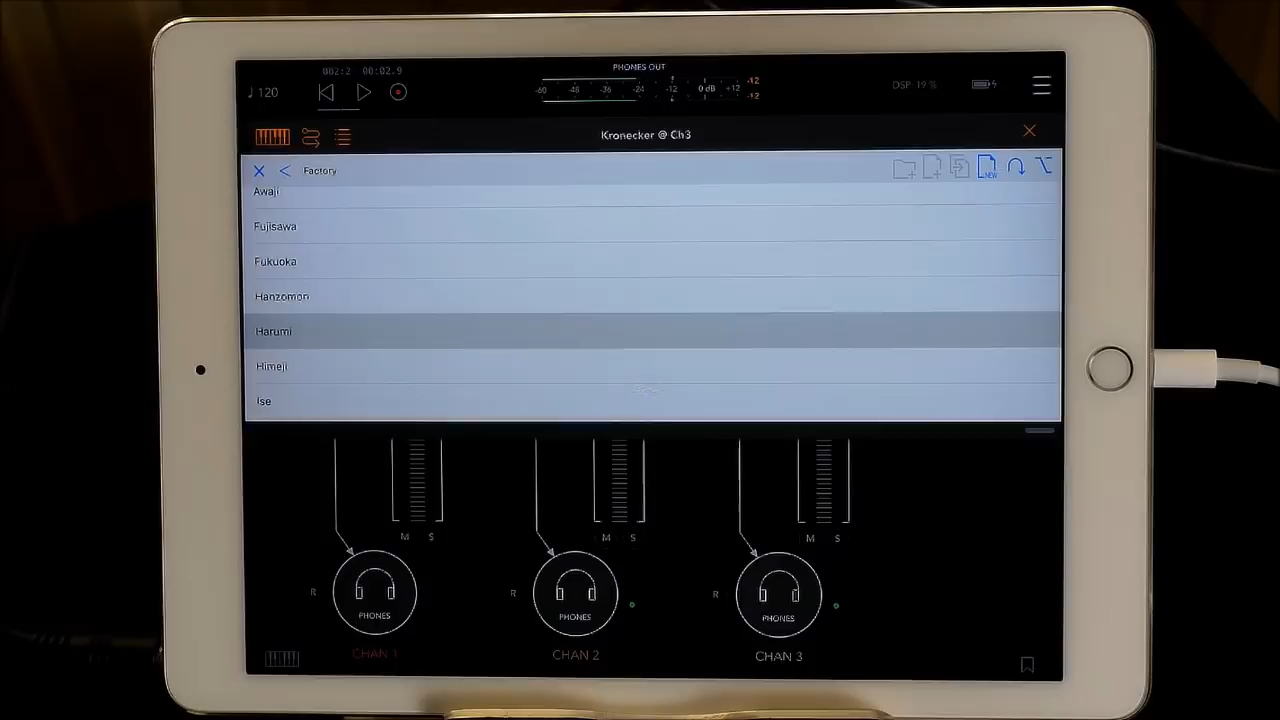 002:2 00:02.9
PHONES OUT
♩ 120
-60 -48 -36 -24 -12 0 dB +12
-12
-12
DSP 19 %
Kronecker @ Ch3
Factory
NEW
Awaji
Fujisawa
Fukuoka
Hanzomon
Harumi
Himeji
Ise
M S M S M S
R PHONES R PHONES R PHONES
CHAN 1 CHAN 2 CHAN 3